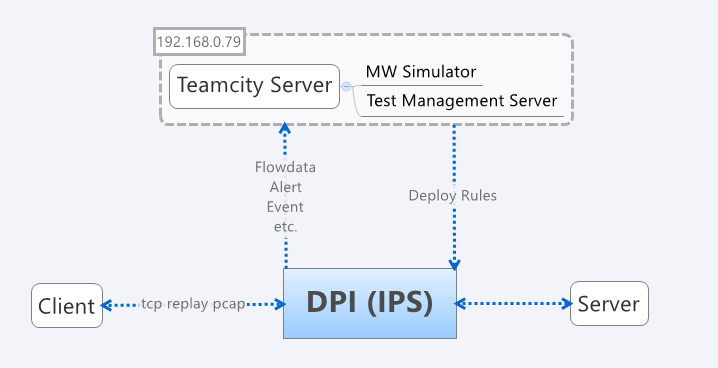 192.168.0.79
Teamcity Server
MW Simulator
Test Management Server
Flowdata
Alert
Event
etc.
Deploy Rules
Client
tcp replay pcap
DPI (IPS)
Server